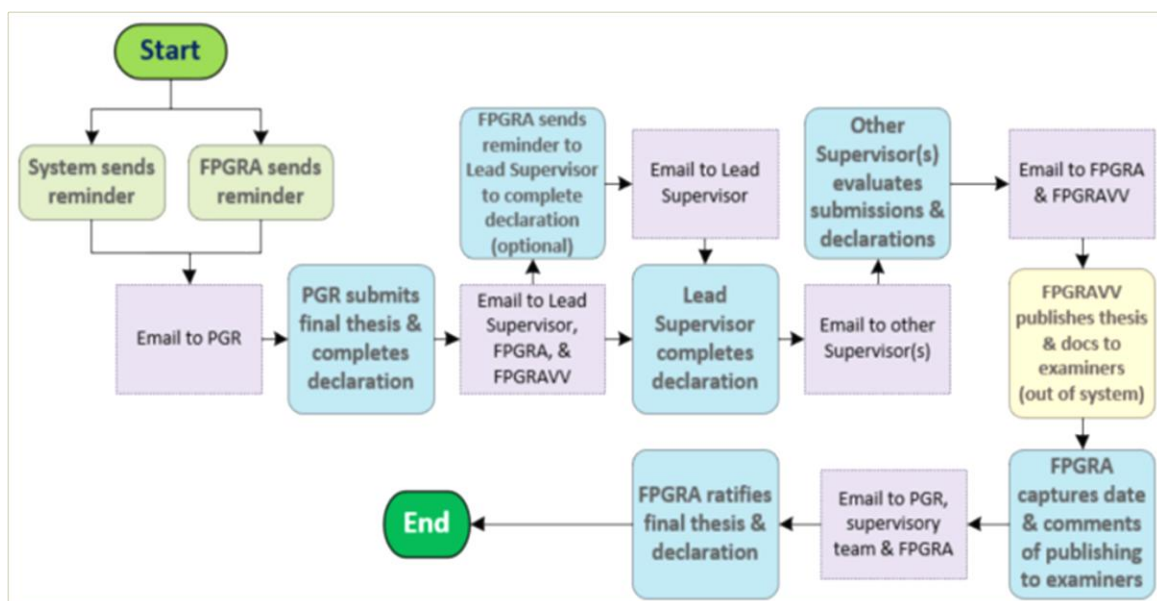 Start
System sends
reminder
FPGRA sends
reminder
Email to PGR
PGR submits
final thesis &
completes
declaration
Email to Lead
Supervisor,
FPGRA, &
FPGRAVV
FPGRA sends
reminder to
Lead Supervisor
to complete
declaration
(optional)
Email to Lead
Supervisor
Lead
Supervisor
completes
declaration
Email to other
Supervisor(s)
Other
Supervisor(s)
evaluates
submissions &
declarations
Email to FPGRA
& FPGRAVV
FPGRAVV
publishes thesis
& docs to
examiners
(out of system)
FPGRA
captures date
& comments
of publishing
to examiners
Email to PGR,
supervisory
team & FPGRA
FPGRA ratifies
final thesis &
declaration
End